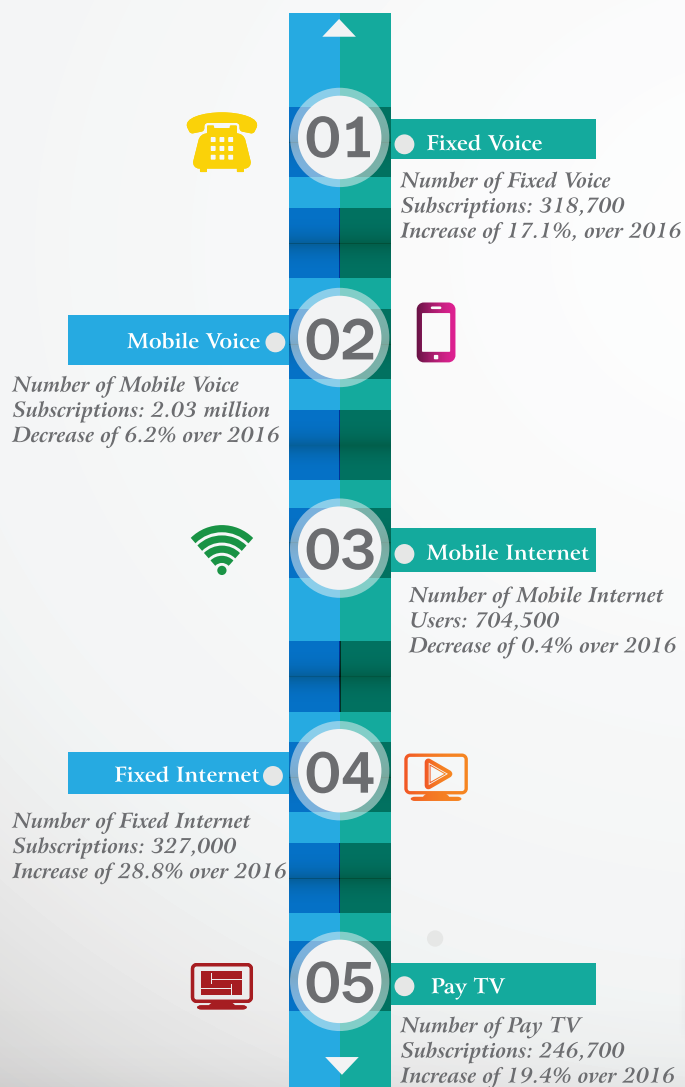 01
Fixed Voice
Number of Fixed Voice
Subscriptions: 318,700
Increase of 17.1%, over 2016
02
Mobile Voice
Number of Mobile Voice
Subscriptions: 2.03 million
Decrease of 6.2% over 2016
03
Mobile Internet
Number of Mobile Internet
Users: 704,500
Decrease of 0.4% over 2016
04
Fixed Internet
Number of Fixed Internet
Subscriptions: 327,000
Increase of 28.8% over 2016
05
Pay TV
Number of Pay TV
Subscriptions: 246,700
Increase of 19.4% over 2016